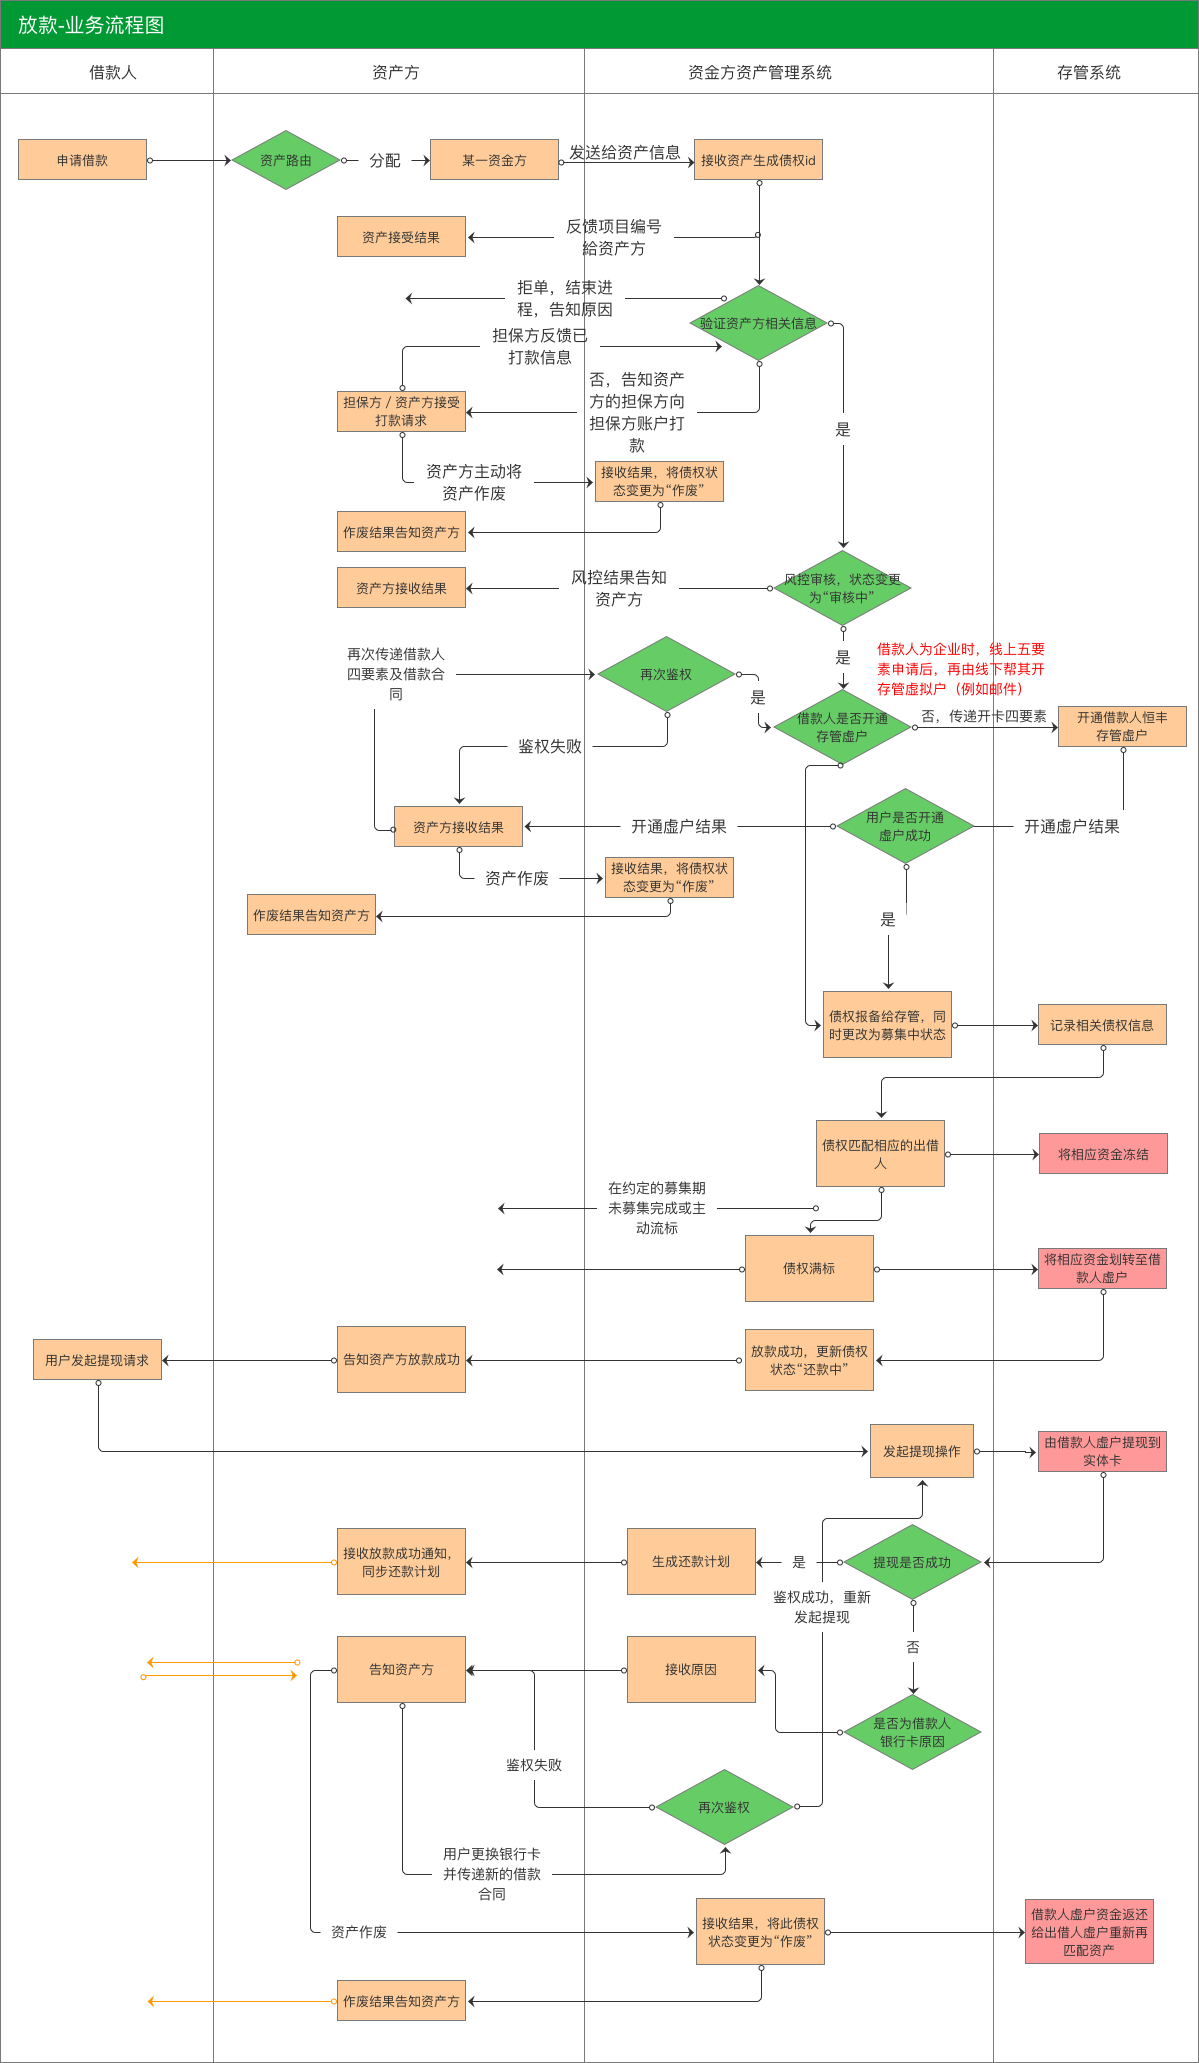 放款-业务流程图
借款人
资产方
资金方资产管理系统
存管系统
申请借款
资产路由
分配
某一资金方
发送给资产信息
接收资产生成债权id
资产接受结果
反馈项目编号
給资产方
拒单，结束进
程，告知原因
验证资产方相关信息
担保方反馈已
打款信息
否，告知资产
方的担保方向
担保方账户打
款
担保方 / 资产方接受
打款请求
是
资产方主动将
资产作废
接收结果，将债权状
态变更为“作废”
作废结果告知资产方
资产方接收结果
风控结果告知
资产方
风控审核，状态变更
为“审核中”
是
借款人为企业时，线上五要
素申请后，再由线下帮其开
存管虚拟户（例如邮件）
再次传递借款人
四要素及借款合
同
再次鉴权
是
借款人是否开通
存管虚户
否，传递开卡四要素
开通借款人恒丰
存管虚户
鉴权失败
资产方接收结果
开通虚户结果
用户是否开通
虚户成功
开通虚户结果
资产作废
接收结果，将债权状
态变更为“作废”
作废结果告知资产方
是
债权报备给存管，同
时更改为募集中状态
记录相关债权信息
债权匹配相应的出借
人
将相应资金冻结
在约定的募集期
未募集完成或主
动流标
债权满标
将相应资金划转至借
款人虚户
用户发起提现请求
告知资产方放款成功
放款成功，更新债权
状态“还款中”
发起提现操作
由借款人虚户提现到
实体卡
接收放款成功通知，
同步还款计划
生成还款计划
是
提现是否成功
鉴权成功，重新
发起提现
否
告知资产方
接收原因
是否为借款人
银行卡原因
鉴权失败
再次鉴权
用户更换银行卡
并传递新的借款
合同
资产作废
接收结果，将此债权
状态变更为“作废”
借款人虚户资金返还
给出借人虚户重新再
匹配资产
作废结果告知资产方